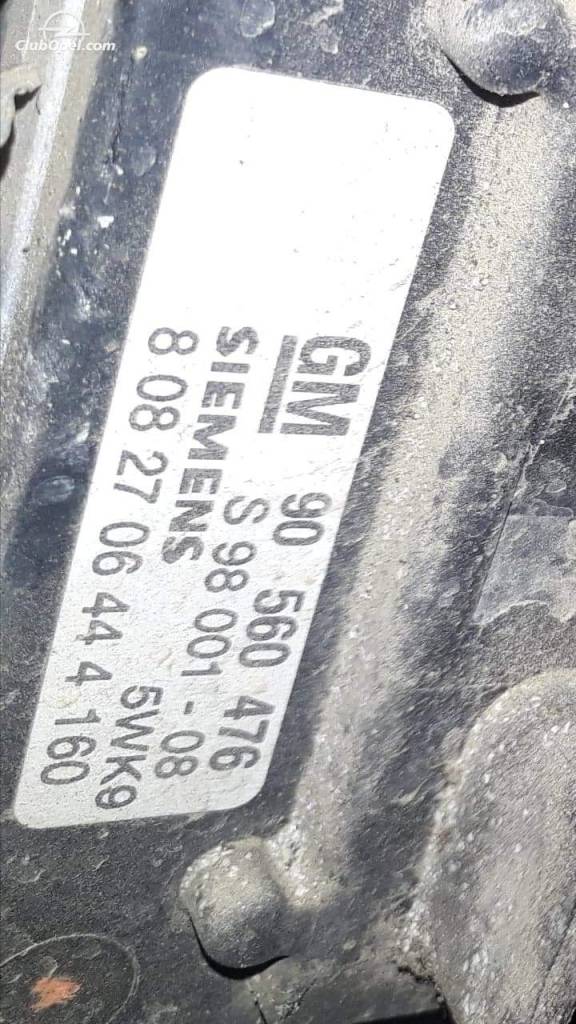 ClubOpel.com
GM 90 560 476
S 98 001 - 08
SIEMENS 5WK9
8 08 27 06 44 4 160